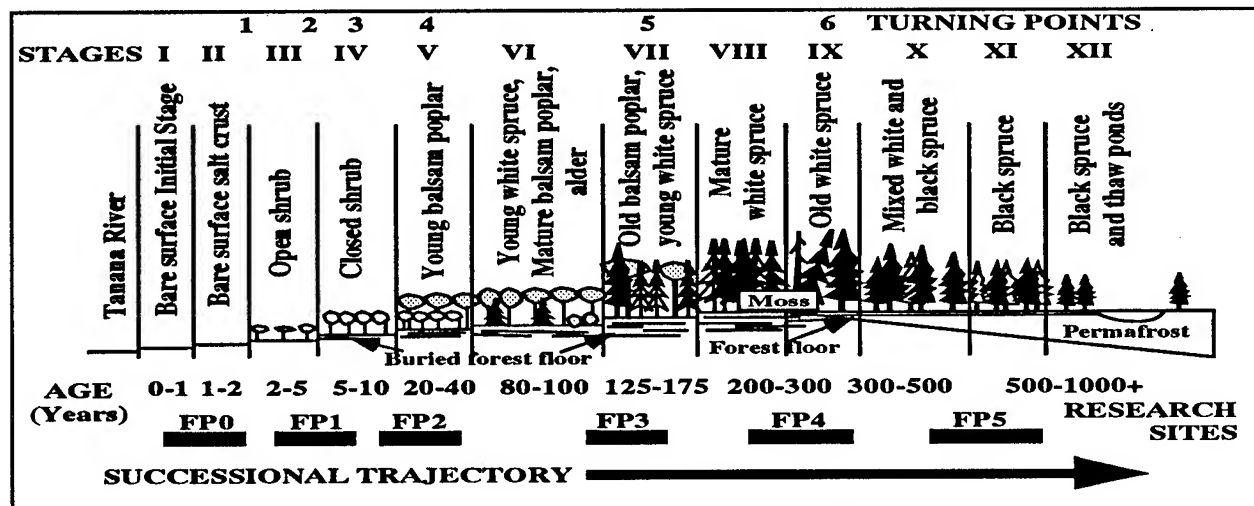 1 2 3 4 5 6 TURNING POINTS
STAGES I II III IV V VI VII VIII IX X XI XII
Tanana River
Bare surface Initial Stage
Bare surface salt crust
Open shrub
Closed shrub
Young balsam poplar
Young white spruce,
Mature balsam poplar,
alder
Old balsam poplar,
young white spruce
Mature
white spruce
Old white spruce
Mixed white and
black spruce
Black spruce
Black spruce
and thaw ponds
Moss
Buried forest floor
Forest floor
Permafrost
AGE
(Years)
0-1 1-2 2-5 5-10 20-40 80-100 125-175 200-300 300-500 500-1000+
FP0 FP1 FP2 FP3 FP4 FP5
RESEARCH
SITES
SUCCESSIONAL TRAJECTORY